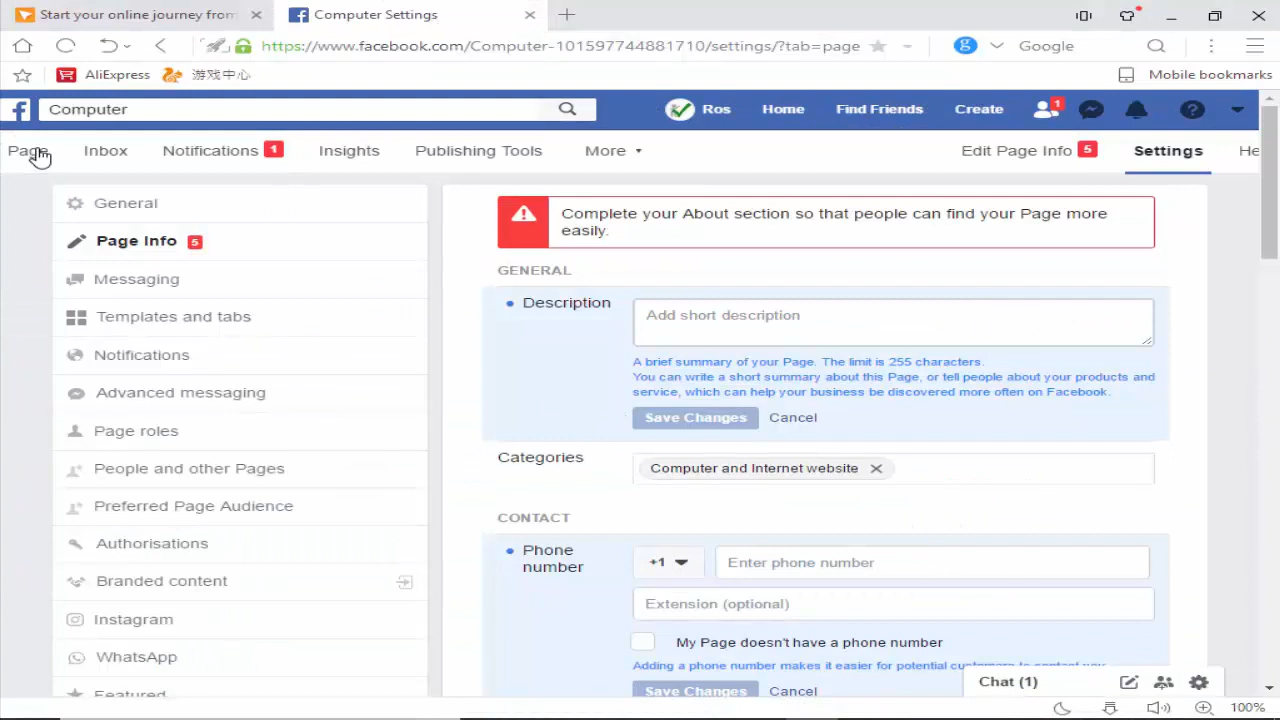 Start your online journey from
Computer Settings
https://www.facebook.com/Computer-101597744881710/settings/?tab=page
Google
AliExpress
游戏中心
Mobile bookmarks
Computer
Ros
Home
Find Friends
Create
1
Page
Inbox
Notifications 1
Insights
Publishing Tools
More
Edit Page Info 5
Settings
General
Page Info 5
Messaging
Templates and tabs
Notifications
Advanced messaging
Page roles
People and other Pages
Preferred Page Audience
Authorisations
Branded content
Instagram
WhatsApp
Featured
Complete your About section so that people can find your Page more
easily.
GENERAL
Description
Add short description
A brief summary of your Page. The limit is 255 characters.
You can write a short summary about this Page, or tell people about your products and
service, which can help your business be discovered more often on Facebook.
Save Changes Cancel
Categories
Computer and Internet website
CONTACT
Phone
number
+1
Enter phone number
Extension (optional)
My Page doesn't have a phone number
Adding a phone number makes it easier for potential customers to contact you.
Save Changes Cancel
Chat (1)
100%